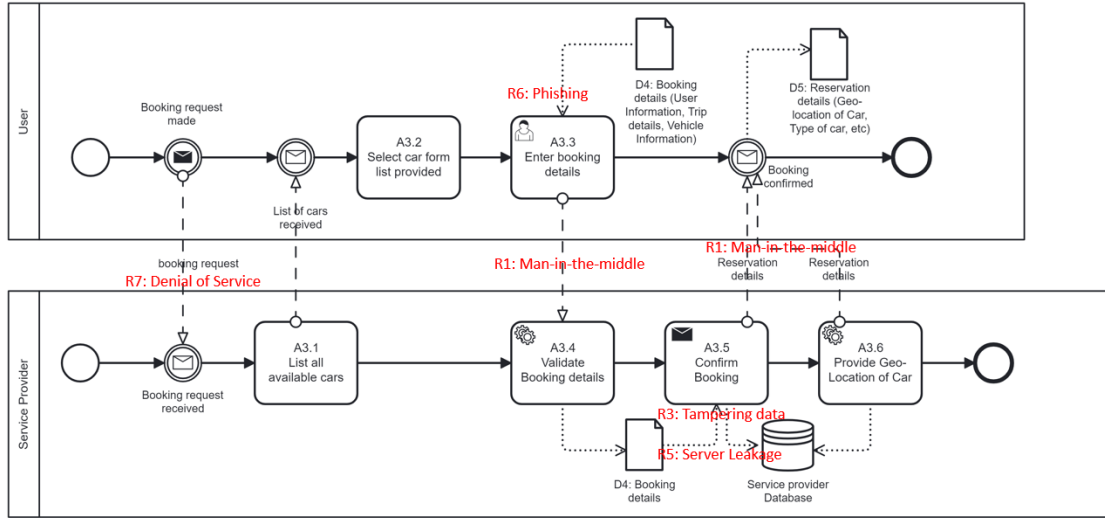 User
Booking request
made
List of cars
received
A3.2
Select car form
list provided
R6: Phishing
A3.3
Enter booking
details
D4: Booking
details (User
Information, Trip
details, Vehicle
Information)
D5: Reservation
details (Geo-
location of Car,
Type of car, etc)
Booking
confirmed
booking request
R7: Denial of Service
R1: Man-in-the-middle
R1: Man-in-the-middle
Reservation
details
Reservation
details
Service Provider
Booking request
received
A3.1
List all
available cars
A3.4
Validate
Booking details
A3.5
Confirm
Booking
A3.6
Provide Geo-
Location of Car
R3: Tampering data
R5: Server Leakage
D4: Booking
details
Service provider
Database